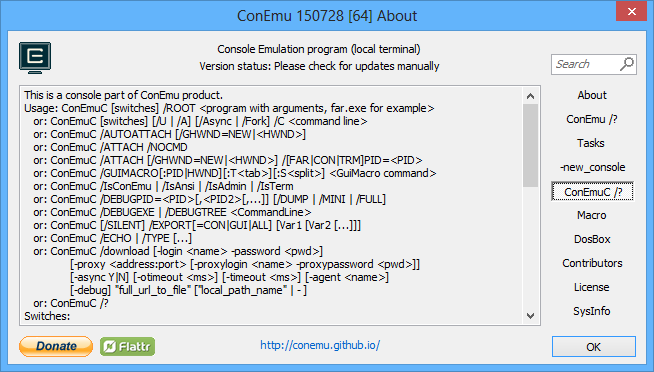 ConEmu 150728 [64] About
Console Emulation program (local terminal)
Version status: Please check for updates manually
Search
This is a console part of ConEmu product.
Usage: ConEmuC [switches] /ROOT <program with arguments, far.exe for example>
or: ConEmuC [switches] [/U | /A] [/Async | /Fork] /C <command line>
or: ConEmuC /AUTOATTACH [/GHWND=NEW|<HWND>]
or: ConEmuC /ATTACH /NOCMD
or: ConEmuC /ATTACH [/GHWND=NEW|<HWND>] /[FAR|CON|TRM]PID=<PID>
or: ConEmuC /GUIMACRO[:PID|HWND][:T<tab>][:S<split>] <GuiMacro command>
or: ConEmuC /IsConEmu | /IsAnsi | /IsAdmin | /IsTerm
or: ConEmuC /DEBUGPID=<PID>[,<PID2>[,...]] [/DUMP | /MINI | /FULL]
or: ConEmuC /DEBUGEXE | /DEBUGTREE <CommandLine>
or: ConEmuC [/SILENT] /EXPORT[=CON|GUI|ALL] [Var1 [Var2 [...]]]
or: ConEmuC /ECHO | /TYPE [...]
or: ConEmuC /download [-login <name> -password <pwd>]
[-proxy <address:port> [-proxylogin <name> -proxypassword <pwd>]]
[-async Y|N] [-otimeout <ms>] [-timeout <ms>] [-agent <name>]
[-debug] "full_url_to_file" ["local_path_name" | - ]
or: ConEmuC /?
Switches:
About
ConEmu /?
Tasks
-new_console
ConEmuC /?
Macro
DosBox
Contributors
License
SysInfo
Donate
Flattr
http://conemu.github.io/
OK